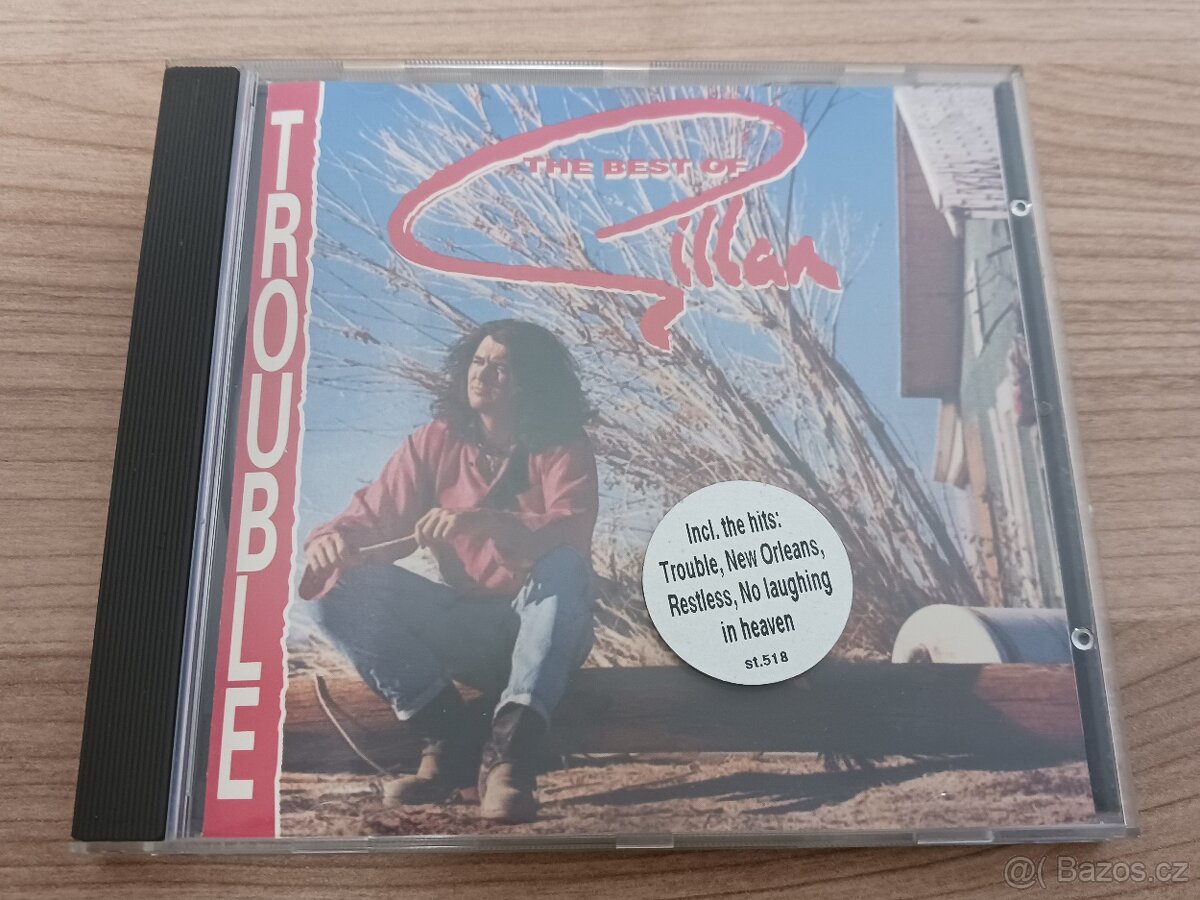 TROUBLE
THE BEST OF
Gillan
Incl. the hits:
Trouble, New Orleans,
Restless, No laughing
in heaven
st.518
@( Bazos.cz